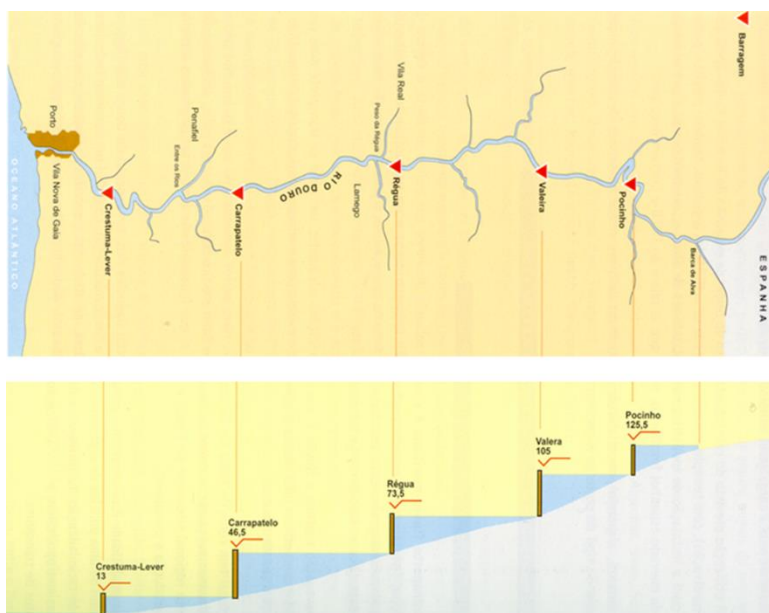 Barragem
Porto
Vila Nova de Gaia
OCEANO ATLÂNTICO
Crestuma-Lever
Penafiel
Entre os Rios
Carrapatelo
RIO DOURO
Vila Real
Peso da Régua
Régua
Lamego
Valeira
Pocinho
Barca de Alva
ESPANHA
Pocinho
125,5
Valera
105
Régua
73,5
Carrapatelo
46,5
Crestuma-Lever
13